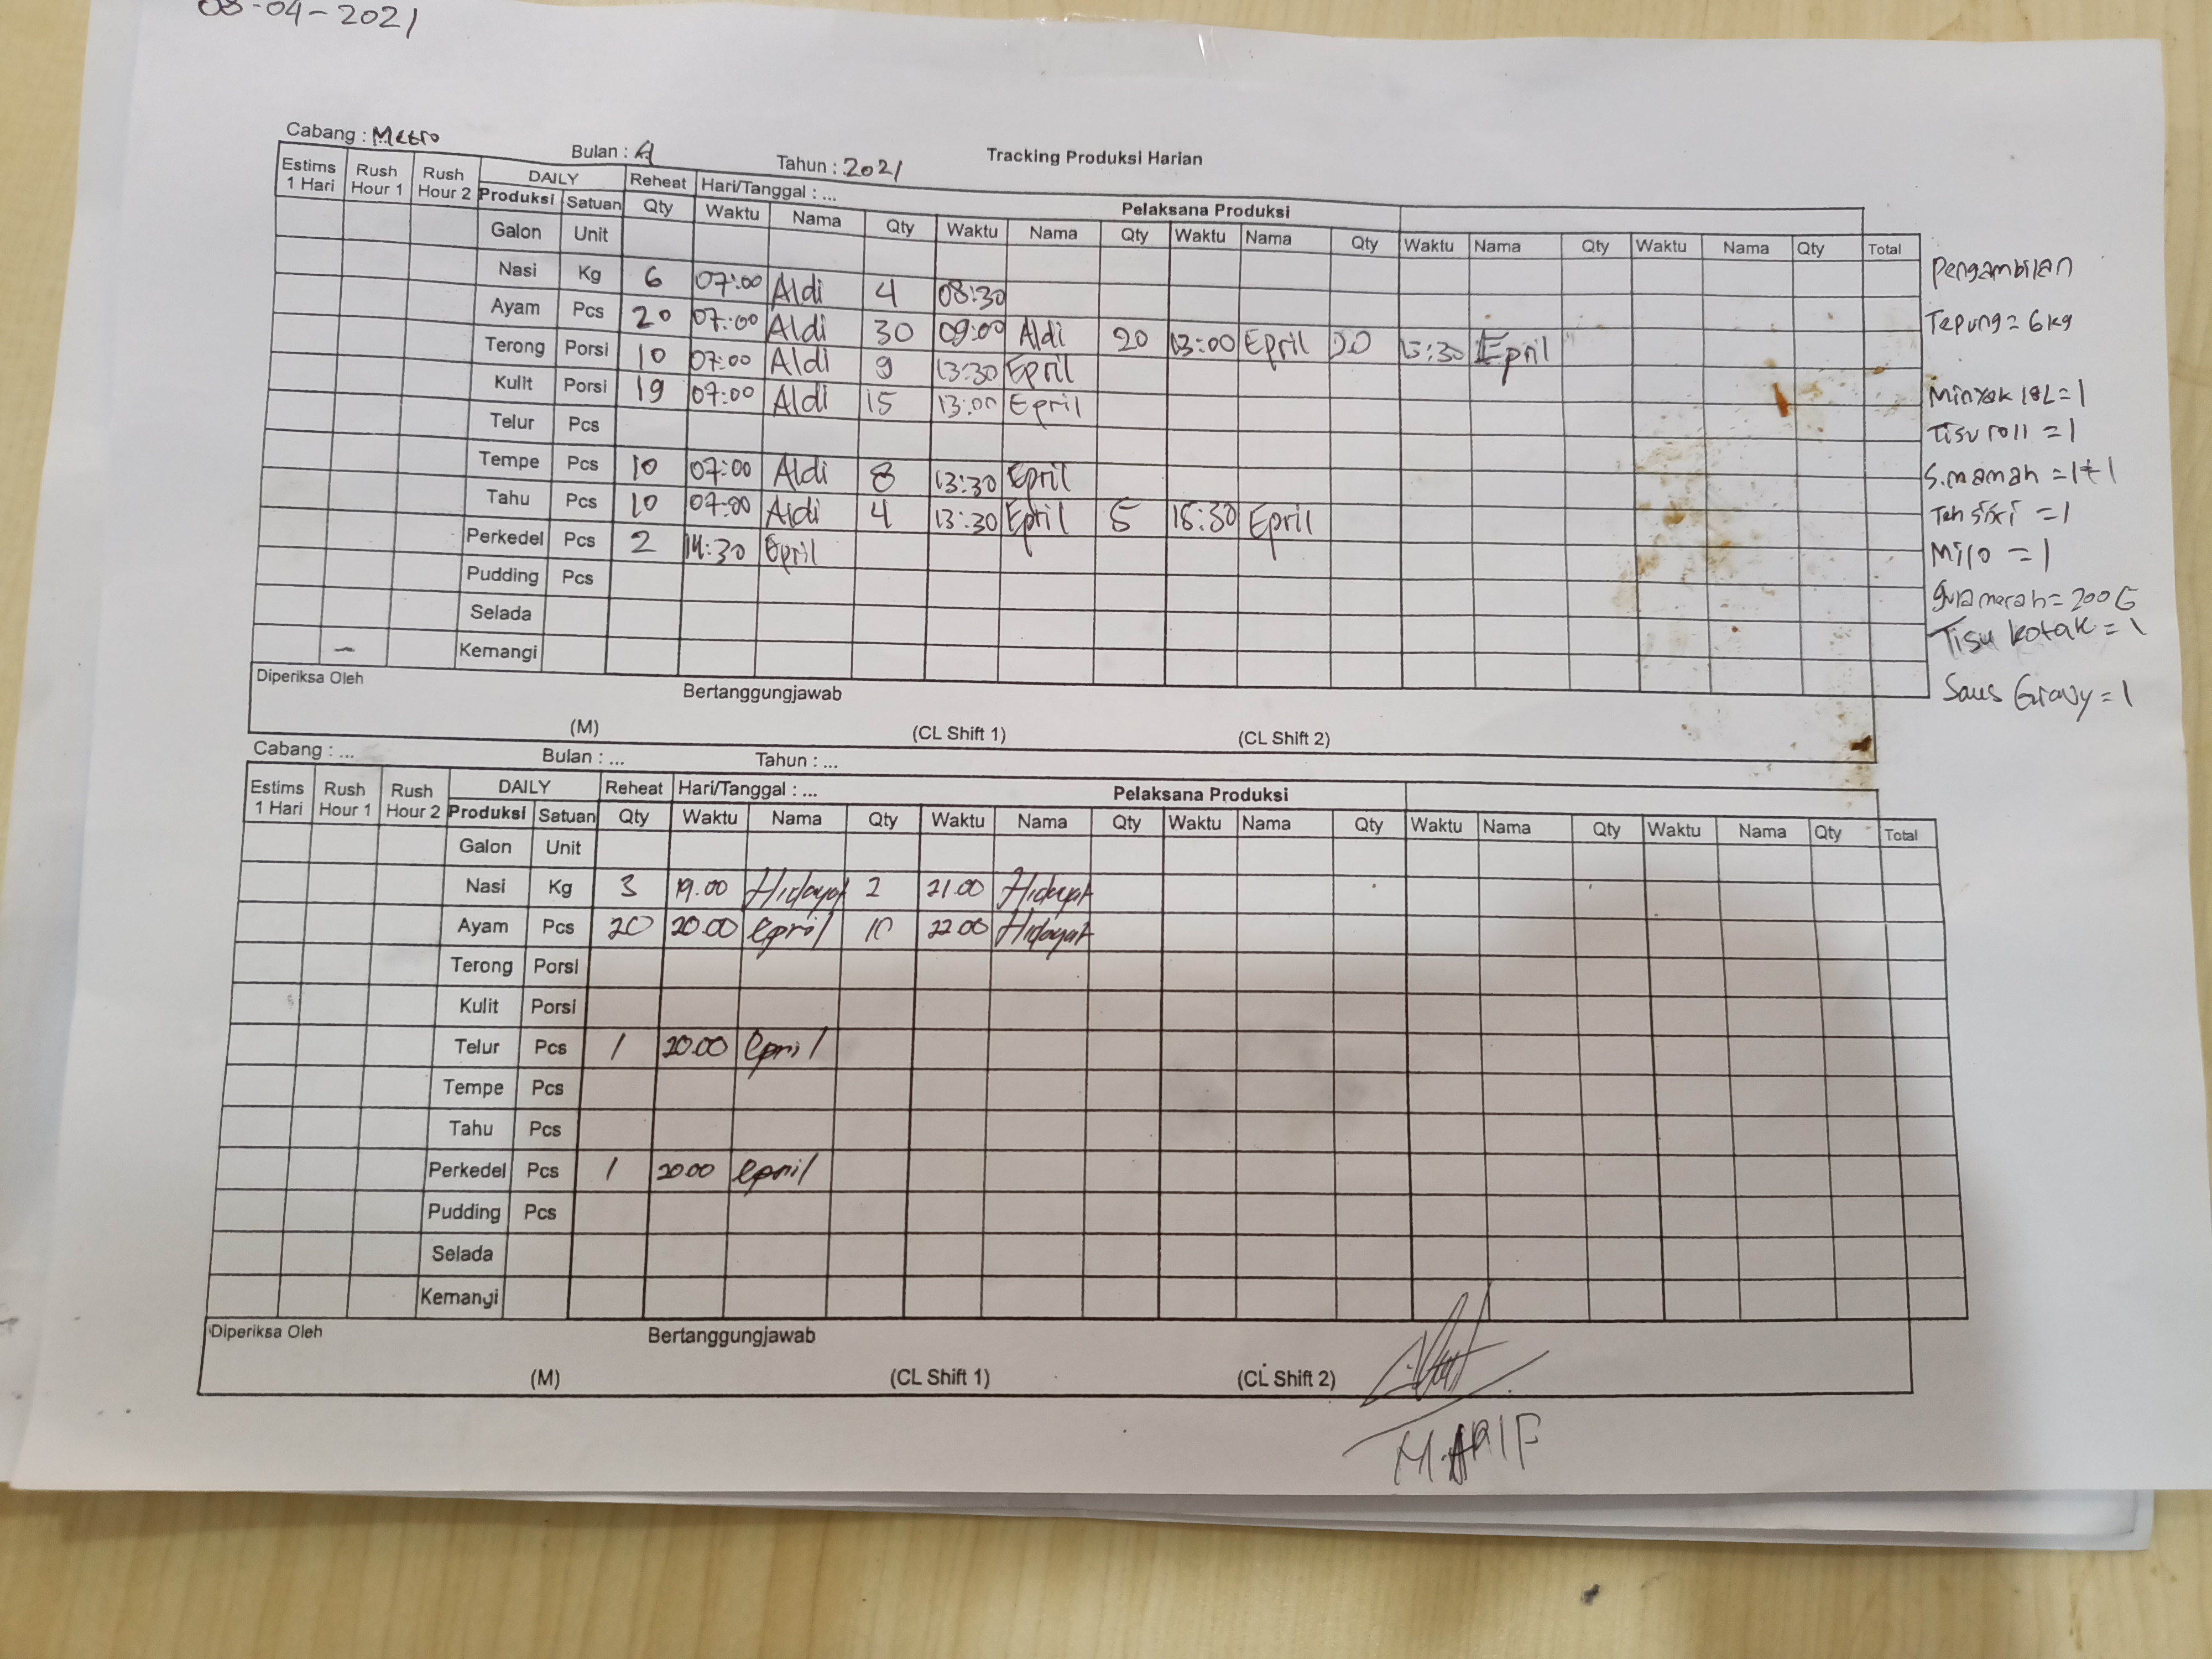 08-04-2021
Cabang : Metro Bulan : 4 Tahun : 2021 Tracking Produksi Harian
Estims 1 Hari Rush Hour 1 Rush Hour 2 DAILY Reheat Hari/Tanggal : ... Pelaksana Produksi
Produksi Satuan Qty Waktu Nama Qty Waktu Nama Qty Waktu Nama Qty Waktu Nama Qty Waktu Nama Qty Total
Galon Unit
Nasi Kg 6 07:00 Aldi 4 08:30
Ayam Pcs 20 07:00 Aldi 30 09:00 Aldi 20 13:00 Epril 20 15:30 Epril
Terong Porsi 10 07:00 Aldi 9 13:30 Epril
Kulit Porsi 19 07:00 Aldi 15 13:00 Epril
Telur Pcs
Tempe Pcs 10 07:00 Aldi 8 13:30 Epril
Tahu Pcs 10 07:00 Aldi 4 13:30 Epril 5 15:30 Epril
Perkedel Pcs 2 14:30 Epril
Pudding Pcs
Selada
Kemangi -
Diperiksa Oleh Bertanggungjawab
(M) (CL Shift 1) (CL Shift 2)
Pengambilan
Tepung = 6kg
Minyak 18L = 1
Tisu roll = 1
S.mamah = 1+1
Teh sisri = 1
Milo = 1
gula merah = 200 G
Tisu kotak = 1
Saus Gravy = 1
Cabang : ... Bulan : ... Tahun : ...
Estims 1 Hari Rush Hour 1 Rush Hour 2 DAILY Reheat Hari/Tanggal : ... Pelaksana Produksi
Produksi Satuan Qty Waktu Nama Qty Waktu Nama Qty Waktu Nama Qty Waktu Nama Qty Waktu Nama Qty Total
Galon Unit
Nasi Kg 3 19.00 Hidayat 2 21.00 Hidayat
Ayam Pcs 20 20.00 epril 10 22.00 Hidayat
Terong Porsi
Kulit Porsi
Telur Pcs 1 20.00 epril
Tempe Pcs
Tahu Pcs
Perkedel Pcs 1 20.00 epril
Pudding Pcs
Selada
Kemangi
Diperiksa Oleh Bertanggungjawab
(M) (CL Shift 1) (CL Shift 2)
M.ARIF